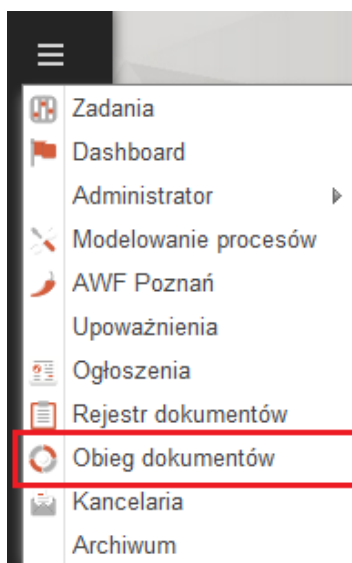 Zadania
Dashboard
Administrator
Modelowanie procesów
AWF Poznań
Upoważnienia
Ogłoszenia
Rejestr dokumentów
Obieg dokumentów
Kancelaria
Archiwum